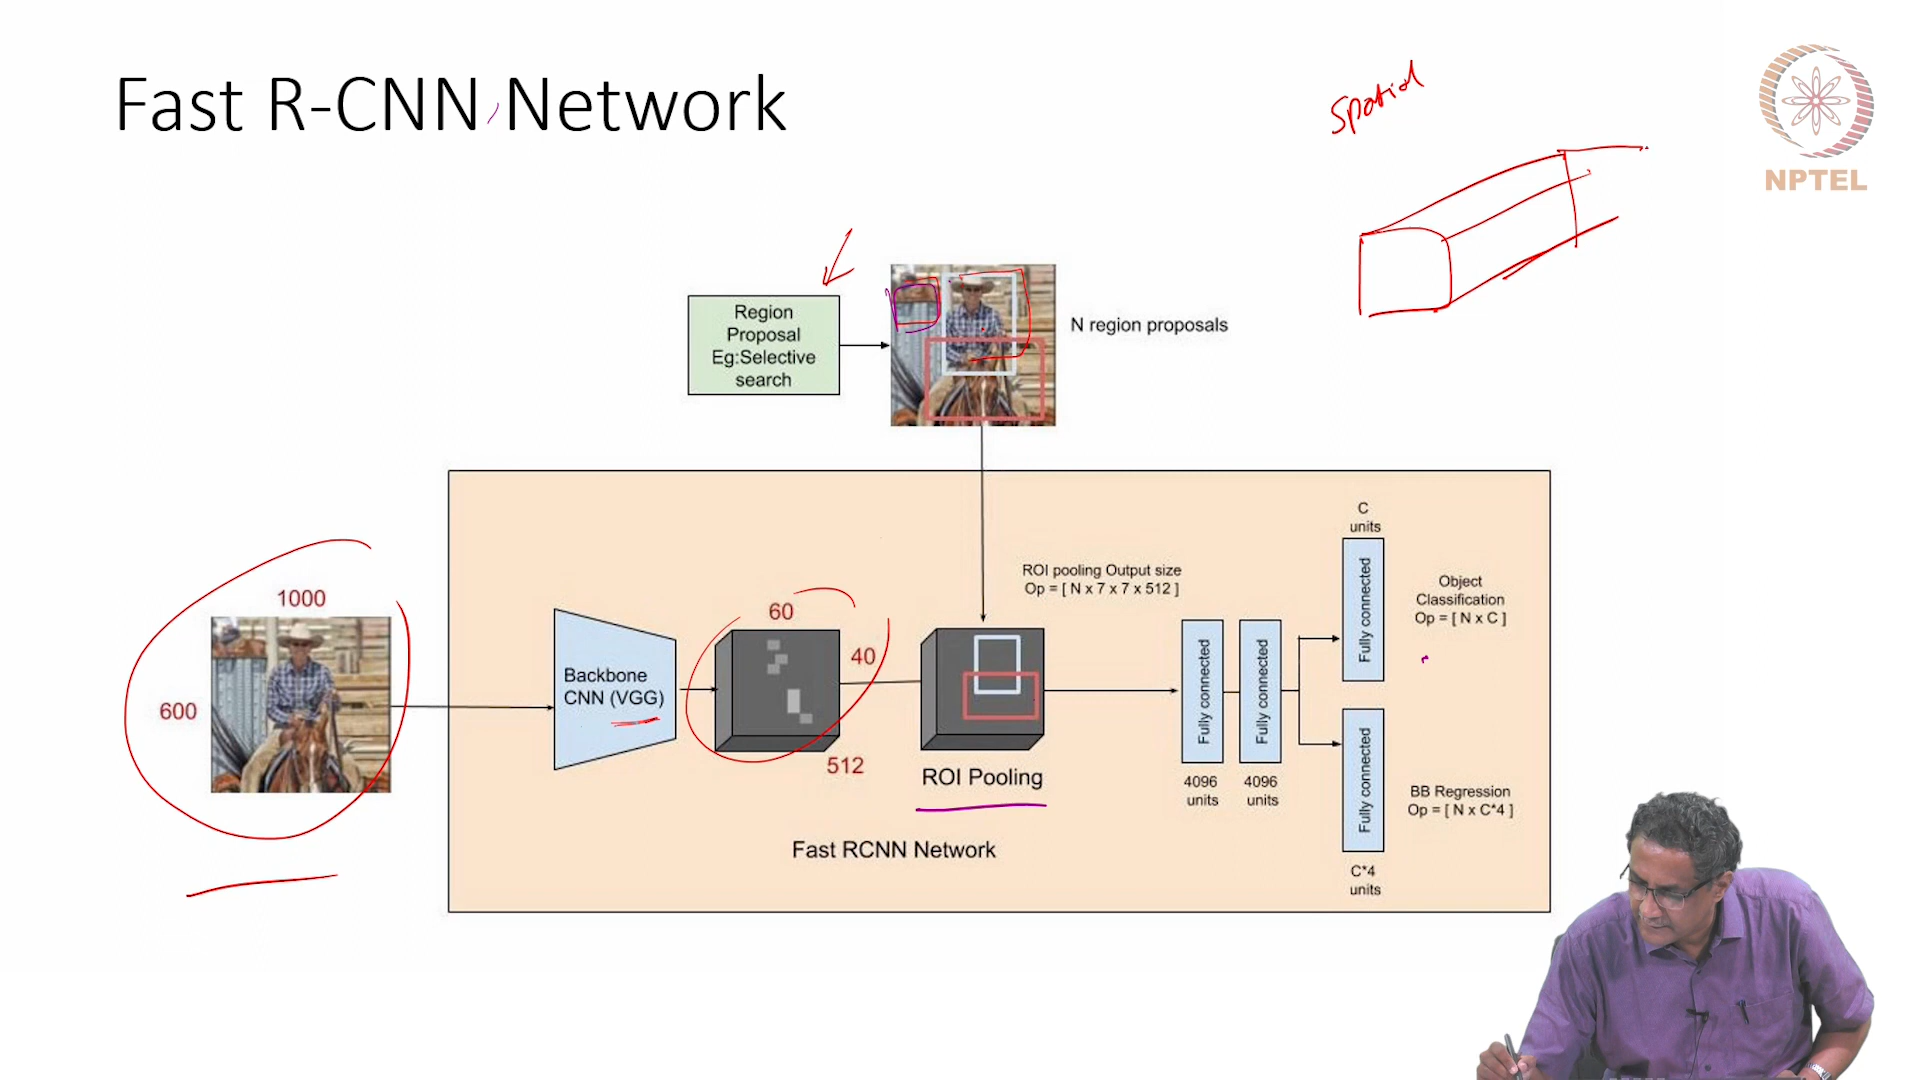 Fast R-CNN Network
Spatial
NPTEL
Region
Proposal
Eg:Selective
search
N region proposals
1000
600
Backbone
CNN (VGG)
60
40
512
ROI Pooling
ROI pooling Output size
Op = [ N x 7 x 7 x 512 ]
Fully connected
4096
units
Fully connected
4096
units
C
units
Fully connected
Object
Classification
Op = [ N x C ]
Fully connected
C*4
units
BB Regression
Op = [ N x C*4 ]
Fast RCNN Network